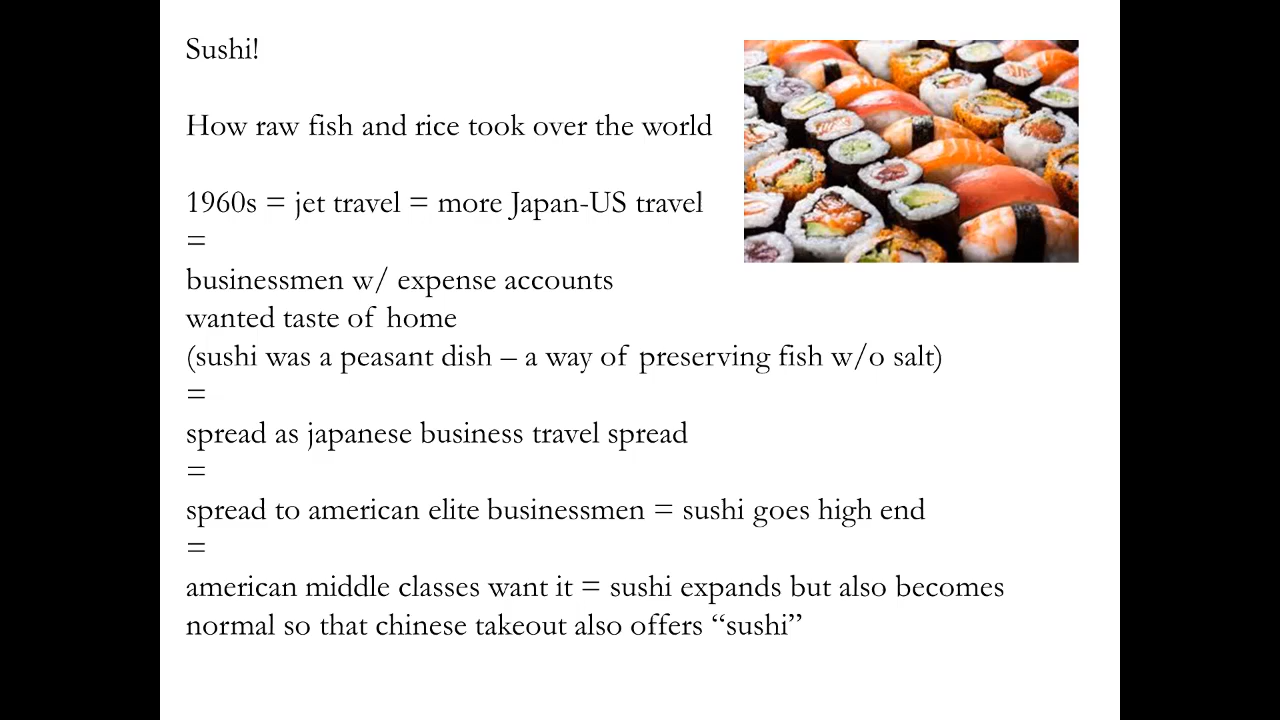 Sushi!
How raw fish and rice took over the world
1960s = jet travel = more Japan-US travel
=
businessmen w/ expense accounts
wanted taste of home
(sushi was a peasant dish – a way of preserving fish w/o salt)
=
spread as japanese business travel spread
=
spread to american elite businessmen = sushi goes high end
=
american middle classes want it = sushi expands but also becomes
normal so that chinese takeout also offers “sushi”